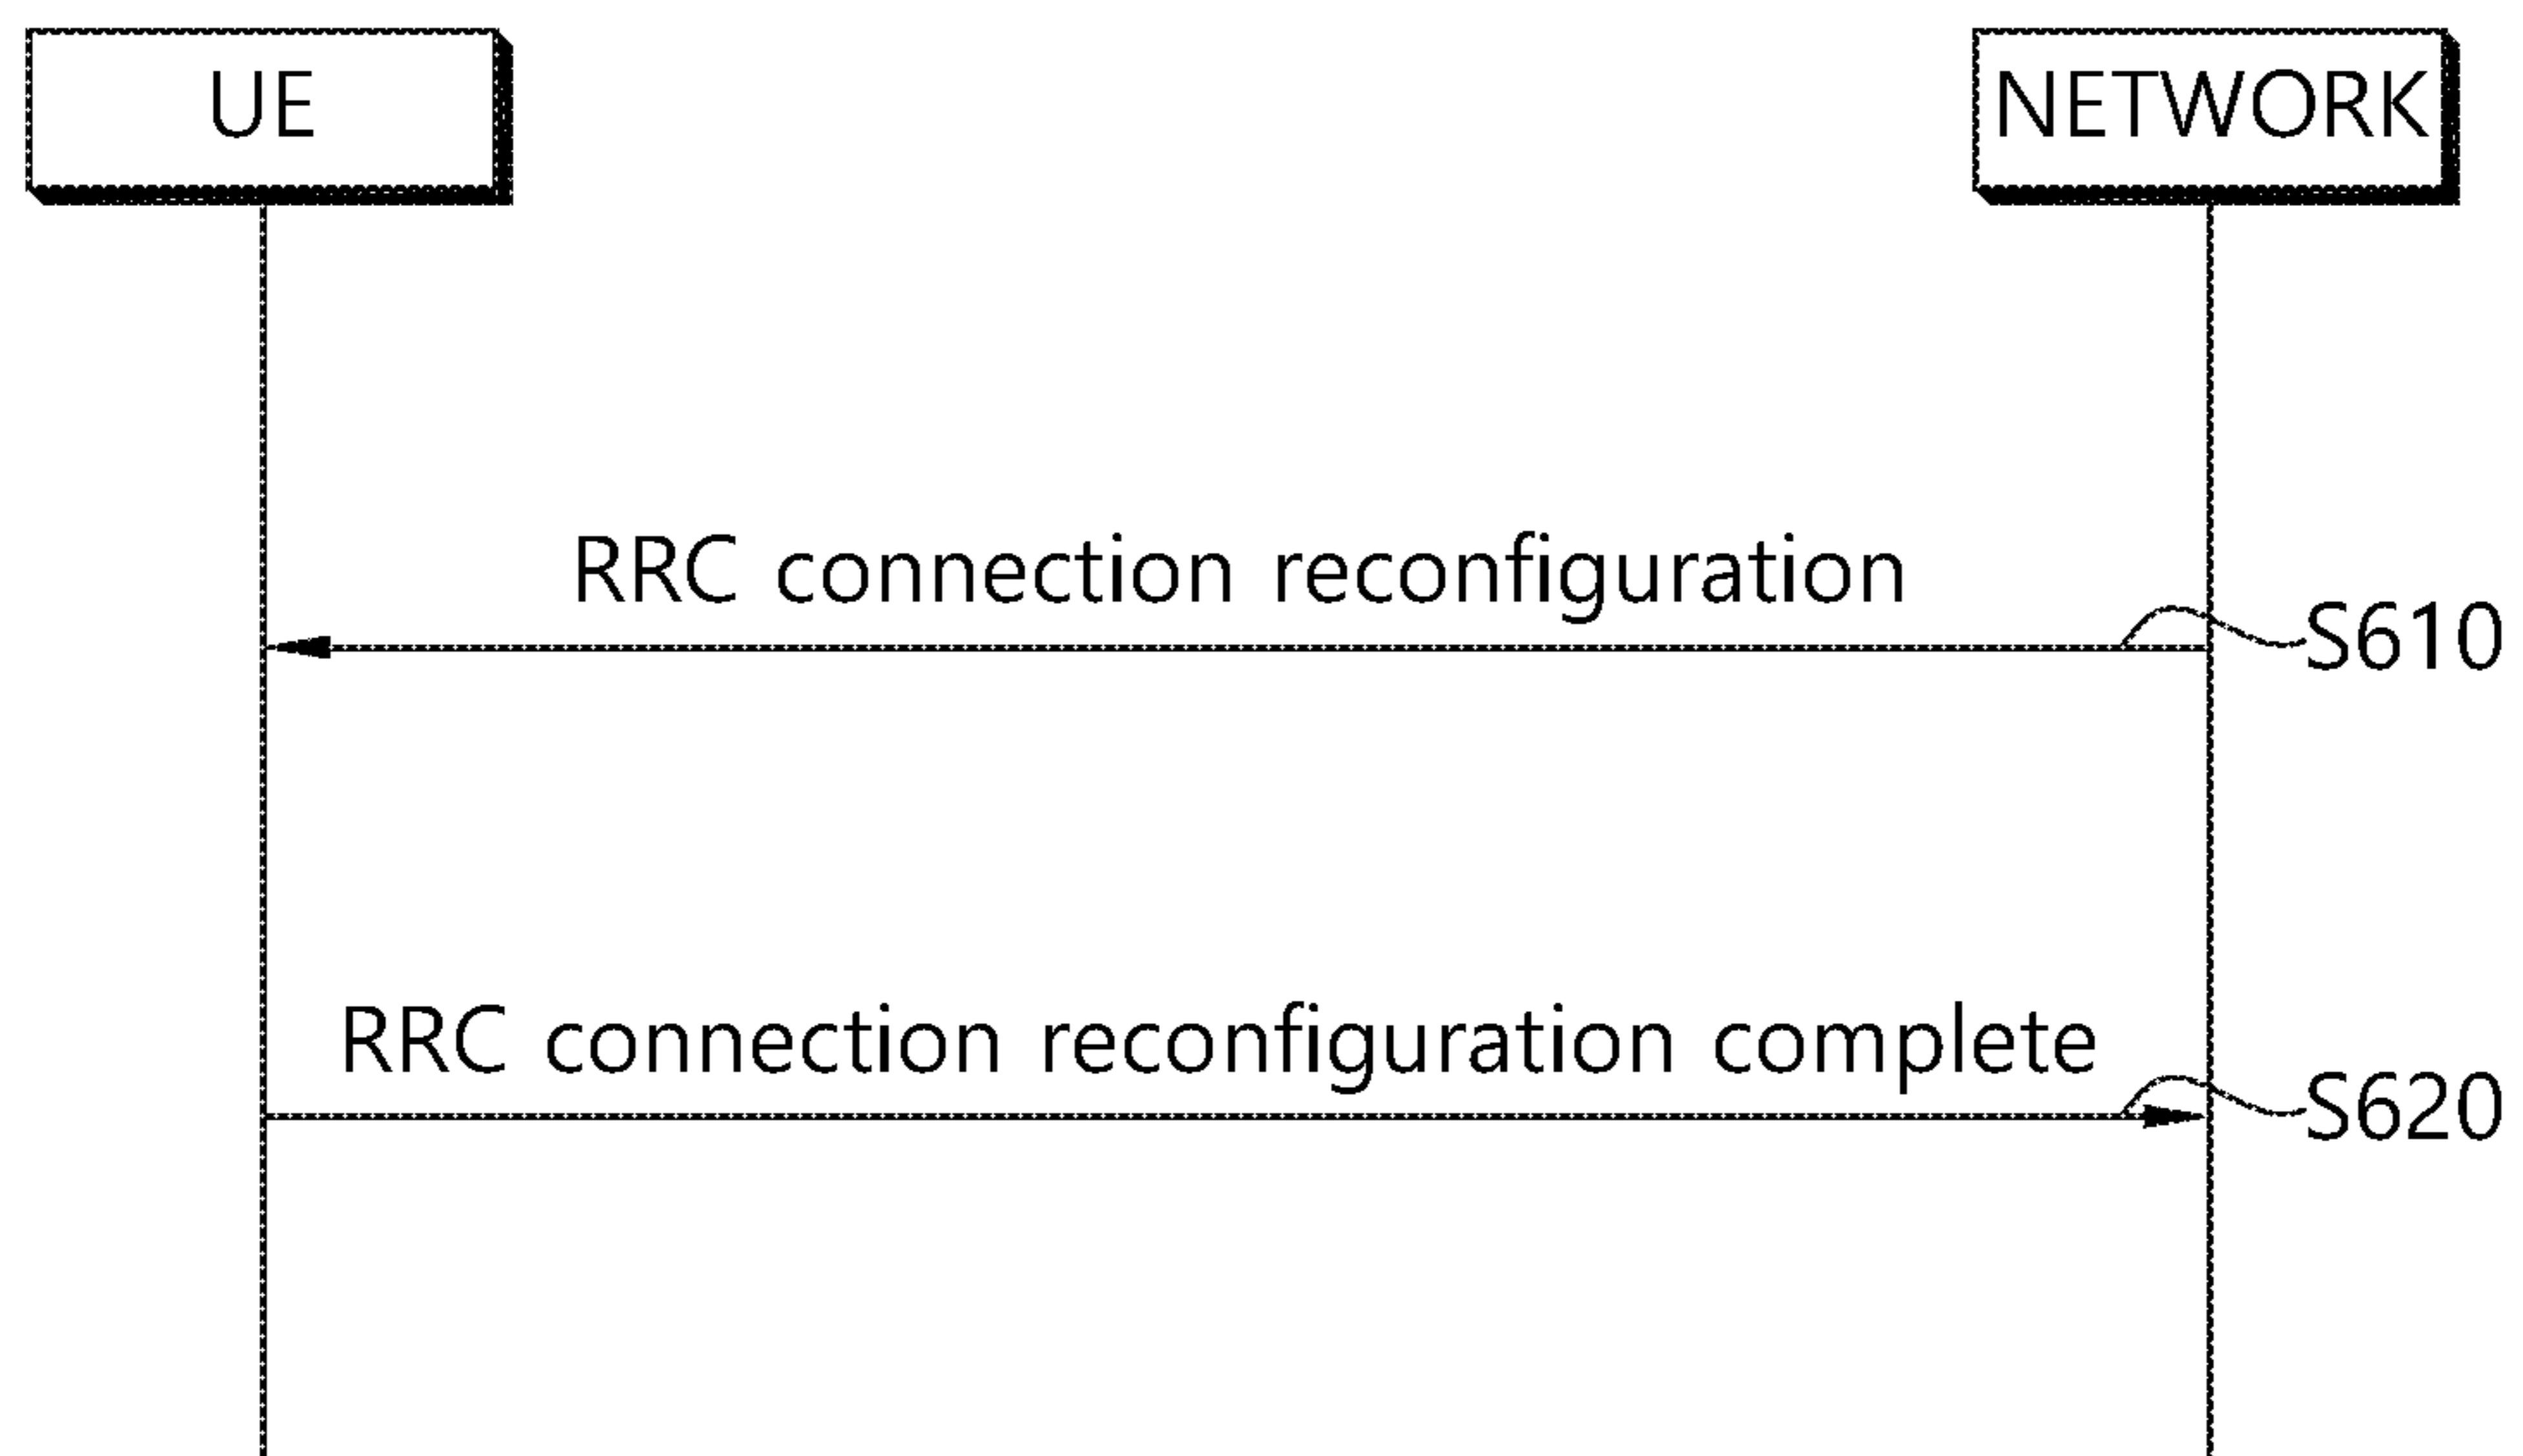 UE
NETWORK
RRC connection reconfiguration
S610
RRC connection reconfiguration complete
S620